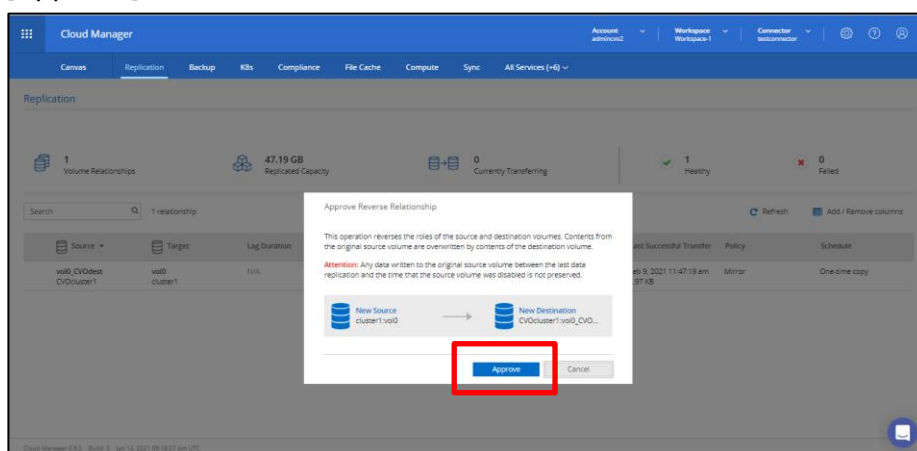 Cloud Manager
Account
admincvo2
Workspace
Workspace-1
Connector
testconnector
Canvas
Replication
Backup
K8s
Compliance
File Cache
Compute
Sync
All Services (+6)
Replication
1
Volume Relationships
47.19 GB
Replicated Capacity
0
Currently Transferring
1
Healthy
0
Failed
Search
1 relationship
Refresh
Add / Remove columns
Source
Target
Lag Duration
ast Successful Transfer
Policy
Schedule
vol0_CVOdest
CVOcluster1
vol0
cluster1
N/A
eb 9, 2021 11:47:19 am
.97 KB
Mirror
One-time copy
Approve Reverse Relationship
This operation reverses the roles of the source and destination volumes. Contents from
the original source volume are overwritten by contents of the destination volume.
Attention: Any data written to the original source volume between the last data
replication and the time that the source volume was disabled is not preserved.
New Source
cluster1:vol0
New Destination
CVOcluster1:vol0_CVO...
Approve
Cancel